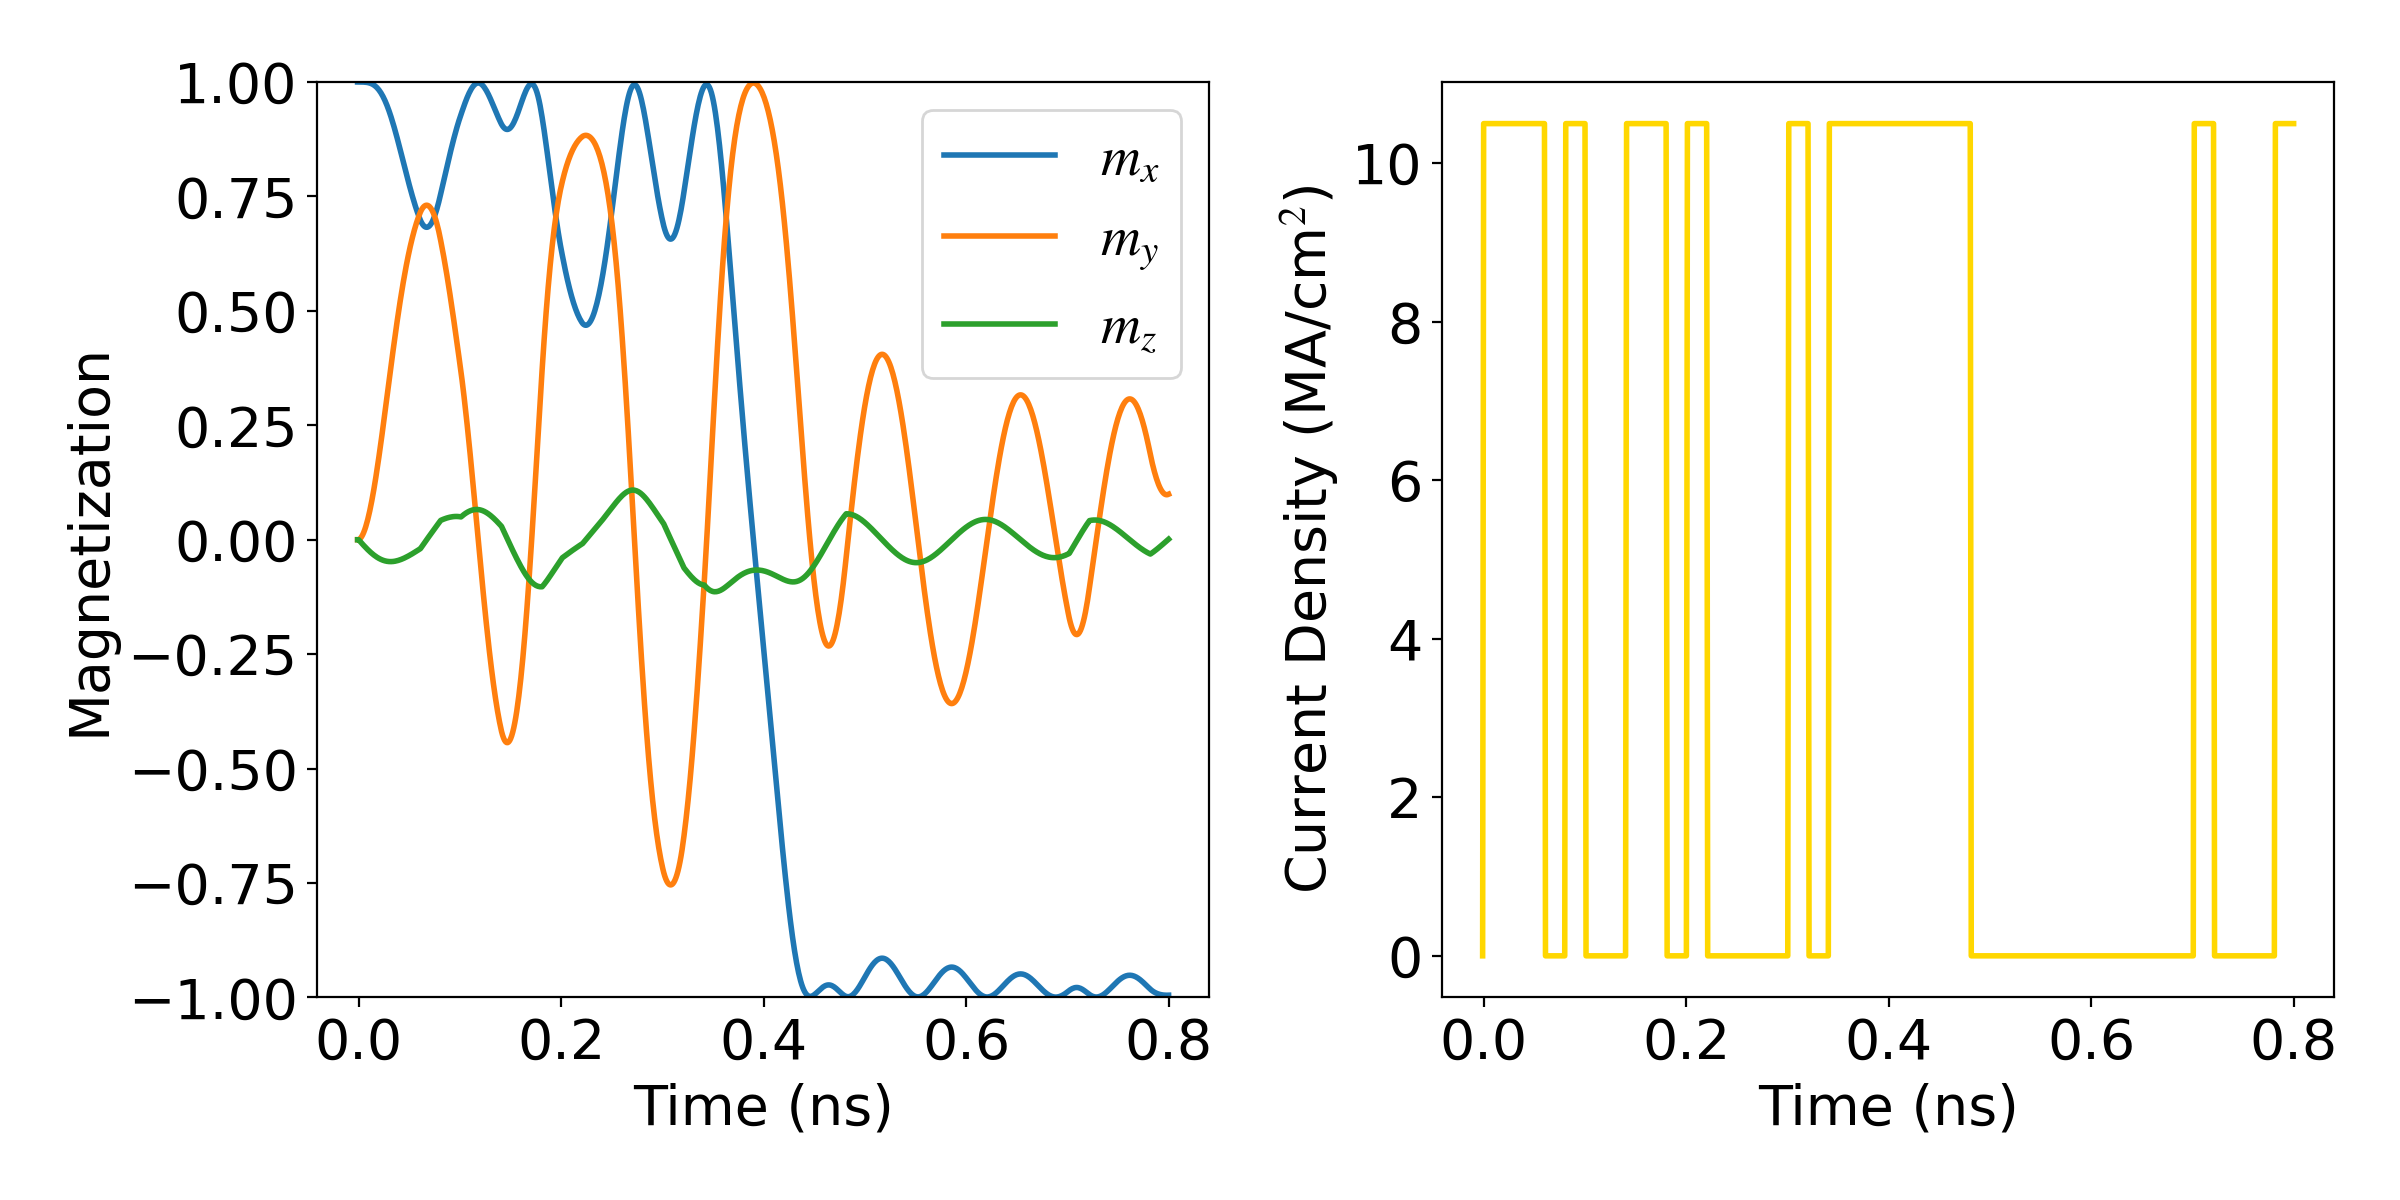 Magnetization
1.00
0.75
0.50
0.25
0.00
−0.25
−0.50
−0.75
−1.00
0.0 0.2 0.4 0.6 0.8
Time (ns)
m_x
m_y
m_z
Current Density (MA/cm²)
10
8
6
4
2
0
0.0 0.2 0.4 0.6 0.8
Time (ns)